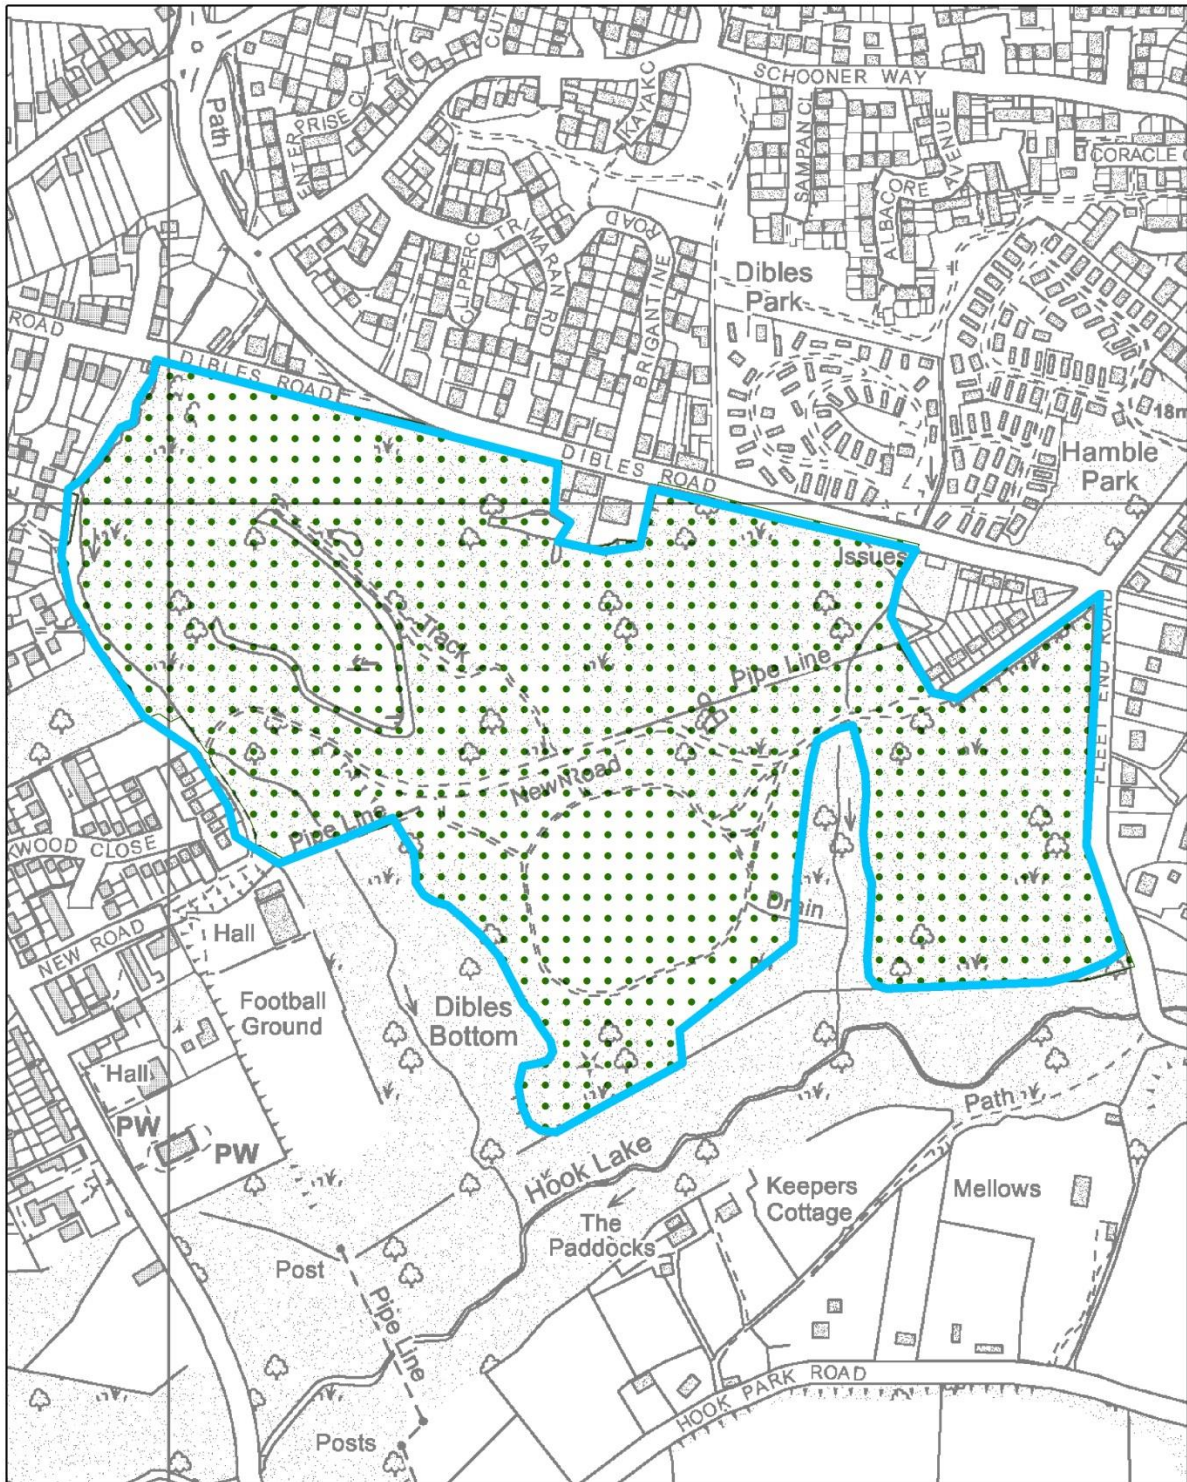 CUT
SCHOONER WAY
KAYAK C
Path
ENTERPRISE CL
SAMPAN CL
ALBACORE AVENUE
CORACLE C
CLIPPER C
TRIMARAN RD
ROAD
BRIGANTINE
Dibles
Park
ROAD
DIBLES ROAD
18m
DIBLES ROAD
Hamble
Park
Issues
Track
Pipe Line
FLEET END ROAD
New Road
Pipe Line
KWOOD CLOSE
Drain
NEW ROAD
Hall
Football
Ground
Dibles
Bottom
Hall
Path
PW
PW
Hook Lake
Keepers
Cottage
Mellows
The
Paddocks
Post
Pipe Line
HOOK PARK ROAD
Posts